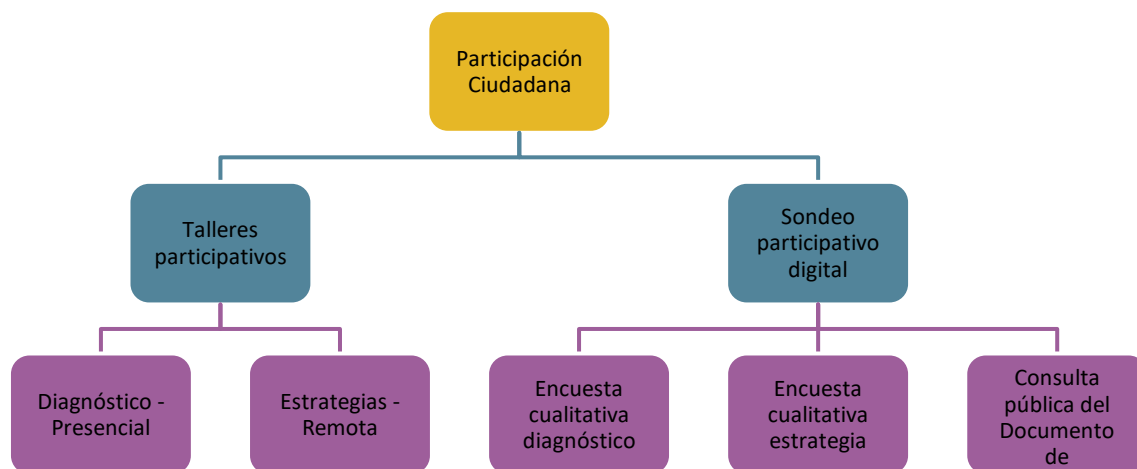 Participación
Ciudadana
Talleres
participativos
Sondeo
participativo
digital
Diagnóstico -
Presencial
Estrategias -
Remota
Encuesta
cualitativa
diagnóstico
Encuesta
cualitativa
estrategia
Consulta
pública del
Documento
de